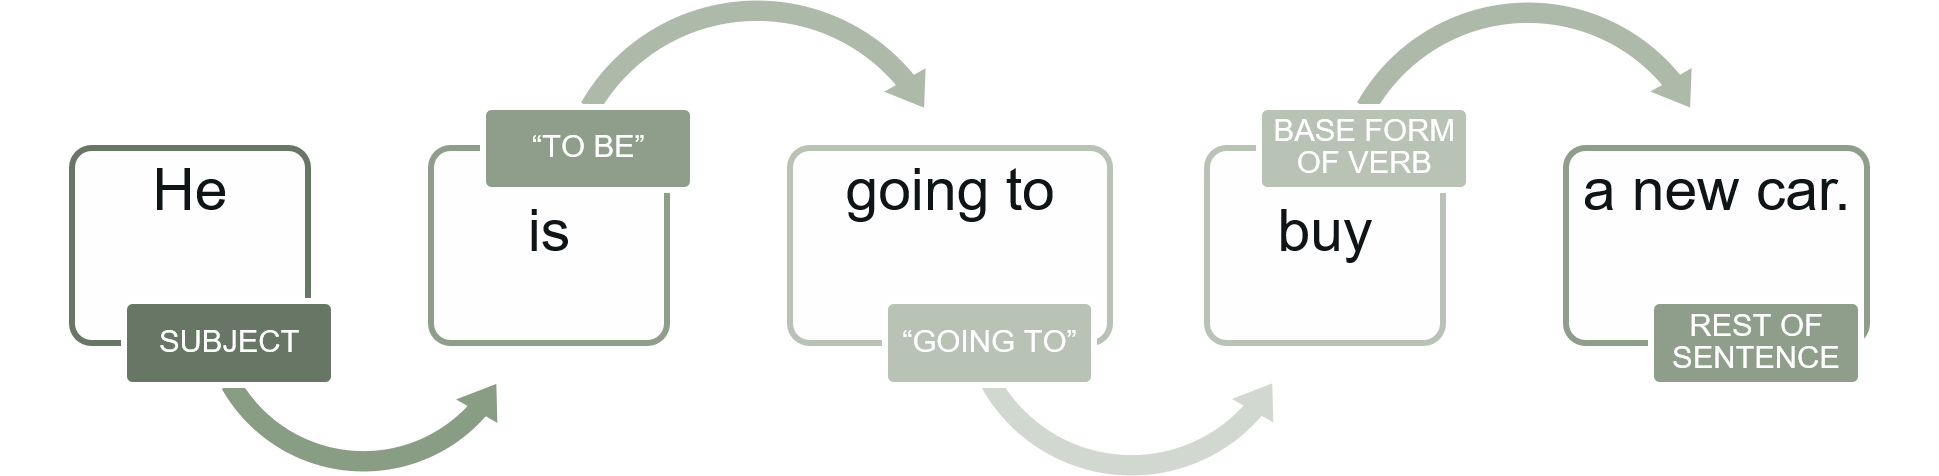 He
SUBJECT
“TO BE”
is
going to
“GOING TO”
BASE FORM
OF VERB
buy
a new car.
REST OF
SENTENCE